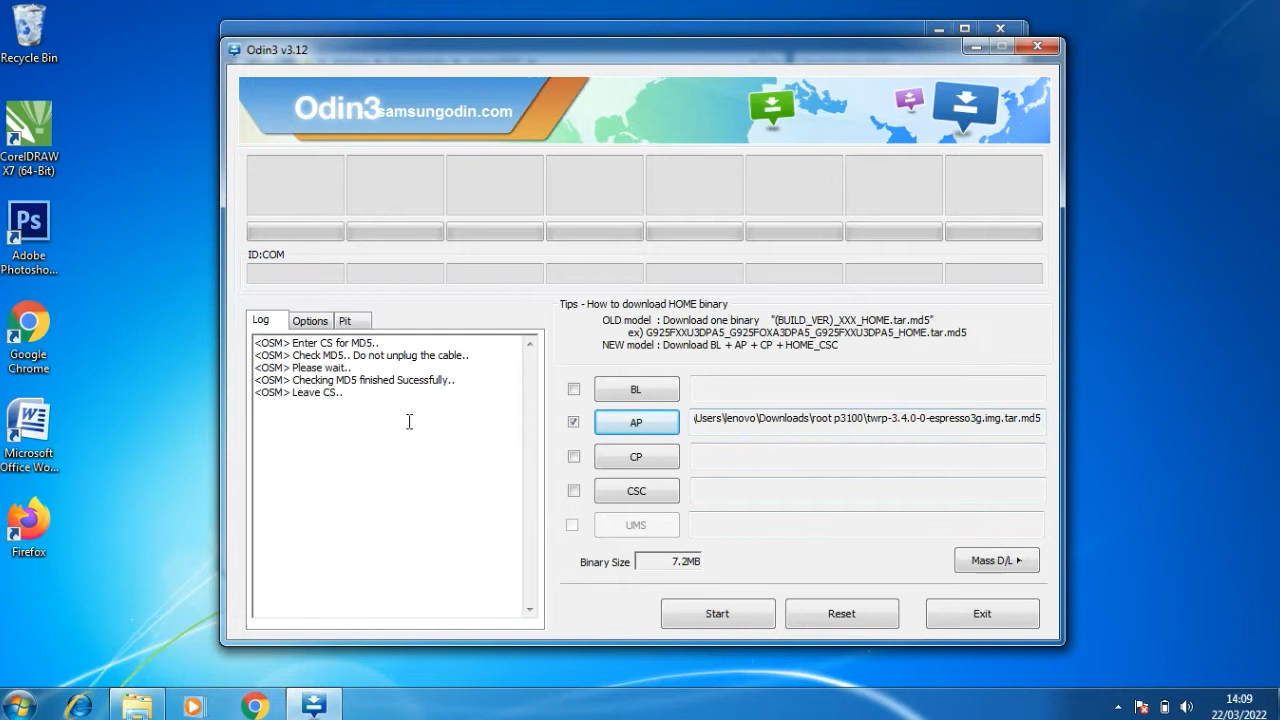 Recycle Bin
CorelDRAW
X7 (64-Bit)
Ps
Adobe
Photosho...
Google
Chrome
Microsoft
Office Wo...
Firefox
Odin3 v3.12
Odin3
samsungodin.com
ID:COM
Log
Options
Pit
<OSM> Enter CS for MD5..
<OSM> Check MD5.. Do not unplug the cable..
<OSM> Please wait..
<OSM> Checking MD5 finished Sucessfully..
<OSM> Leave CS..
Tips - How to download HOME binary
OLD model : Download one binary "(BUILD_VER)_XXX_HOME.tar.md5"
ex) G925FXXU3DPA5_G925FOXA3DPA5_G925FXXU3DPA5_HOME.tar.md5
NEW model : Download BL + AP + CP + HOME_CSC
BL
AP
\Users\lenovo\Downloads\root p3100\twrp-3.4.0-0-espresso3g.img.tar.md5
CP
CSC
UMS
Binary Size
7.2MB
Mass D/L
Start
Reset
Exit
14:09
22/03/2022